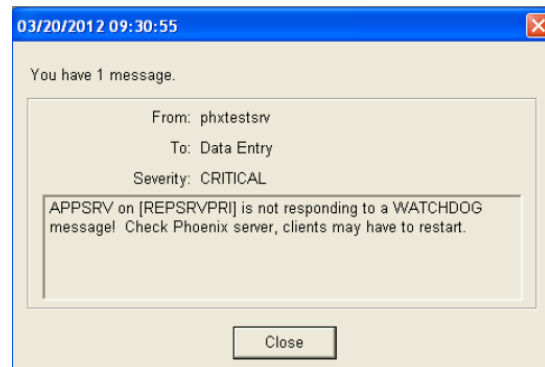 03/20/2012 09:30:55
You have 1 message.
From: phxtestsrv
To: Data Entry
Severity: CRITICAL
APPSRV on [REPSRVPRI] is not responding to a WATCHDOG
message! Check Phoenix server, clients may have to restart.
Close